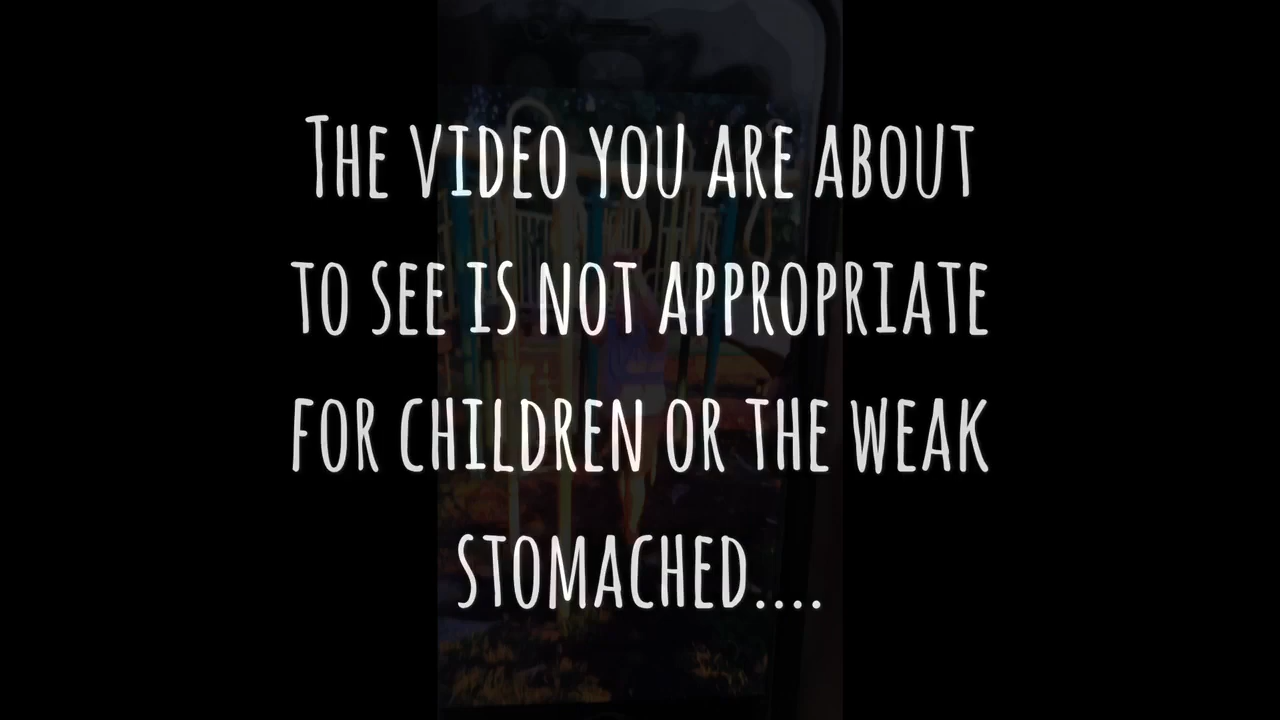 The video you are about
to see is not appropriate
for children or the weak
stomached....